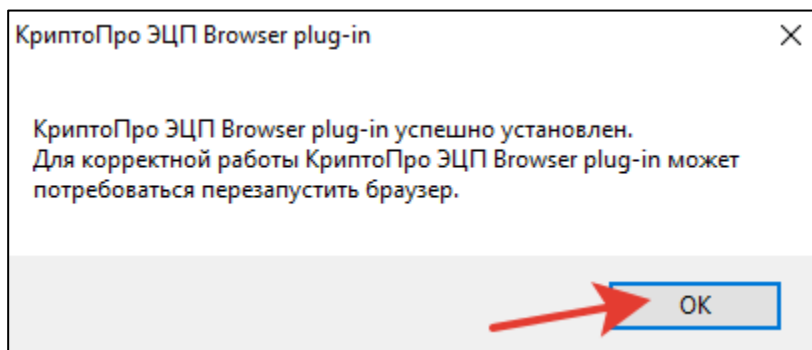 КриптоПро ЭЦП Browser plug-in
КриптоПро ЭЦП Browser plug-in успешно установлен.
Для корректной работы КриптоПро ЭЦП Browser plug-in может
потребоваться перезапустить браузер.
OK